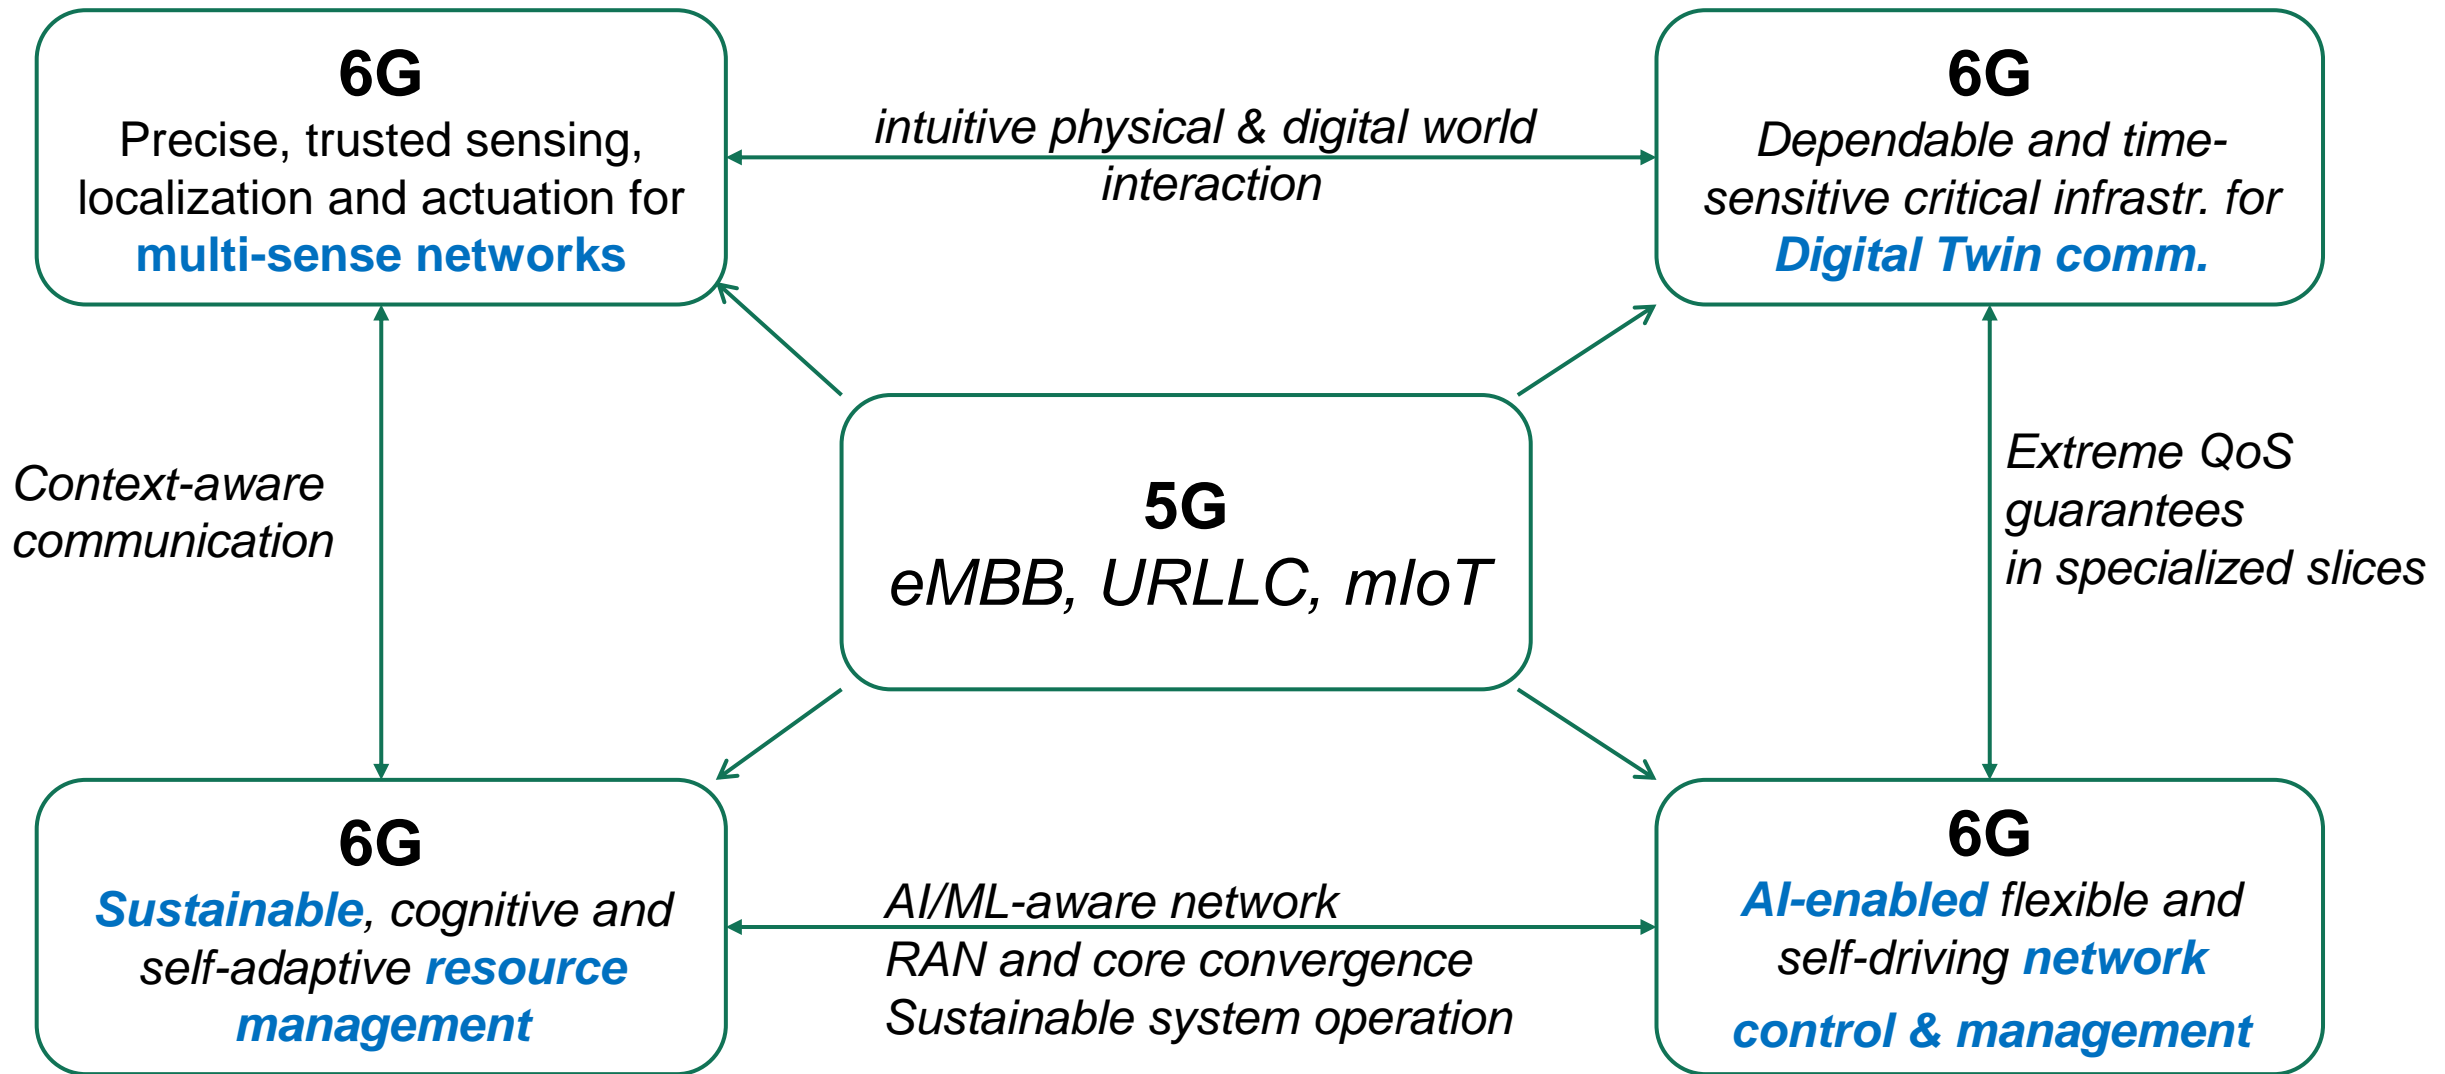 6G
Precise, trusted sensing,
localization and actuation for
multi-sense networks
intuitive physical & digital world
interaction
6G
Dependable and time-
sensitive critical infrastr. for
Digital Twin comm.
Context-aware
communication
5G
eMBB, URLLC, mIoT
Extreme QoS
guarantees
in specialized slices
6G
Sustainable, cognitive and
self-adaptive resource
management
AI/ML-aware network
RAN and core convergence
Sustainable system operation
6G
AI-enabled flexible and
self-driving network
control & management